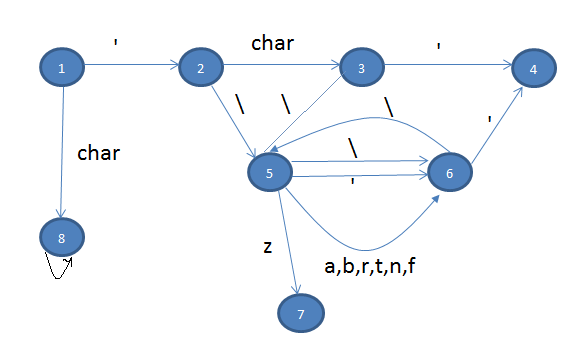 ' char '
1 2 3 4
\ \ \ '
char \
5 ' 6
8 z a,b,r,t,n,f
7